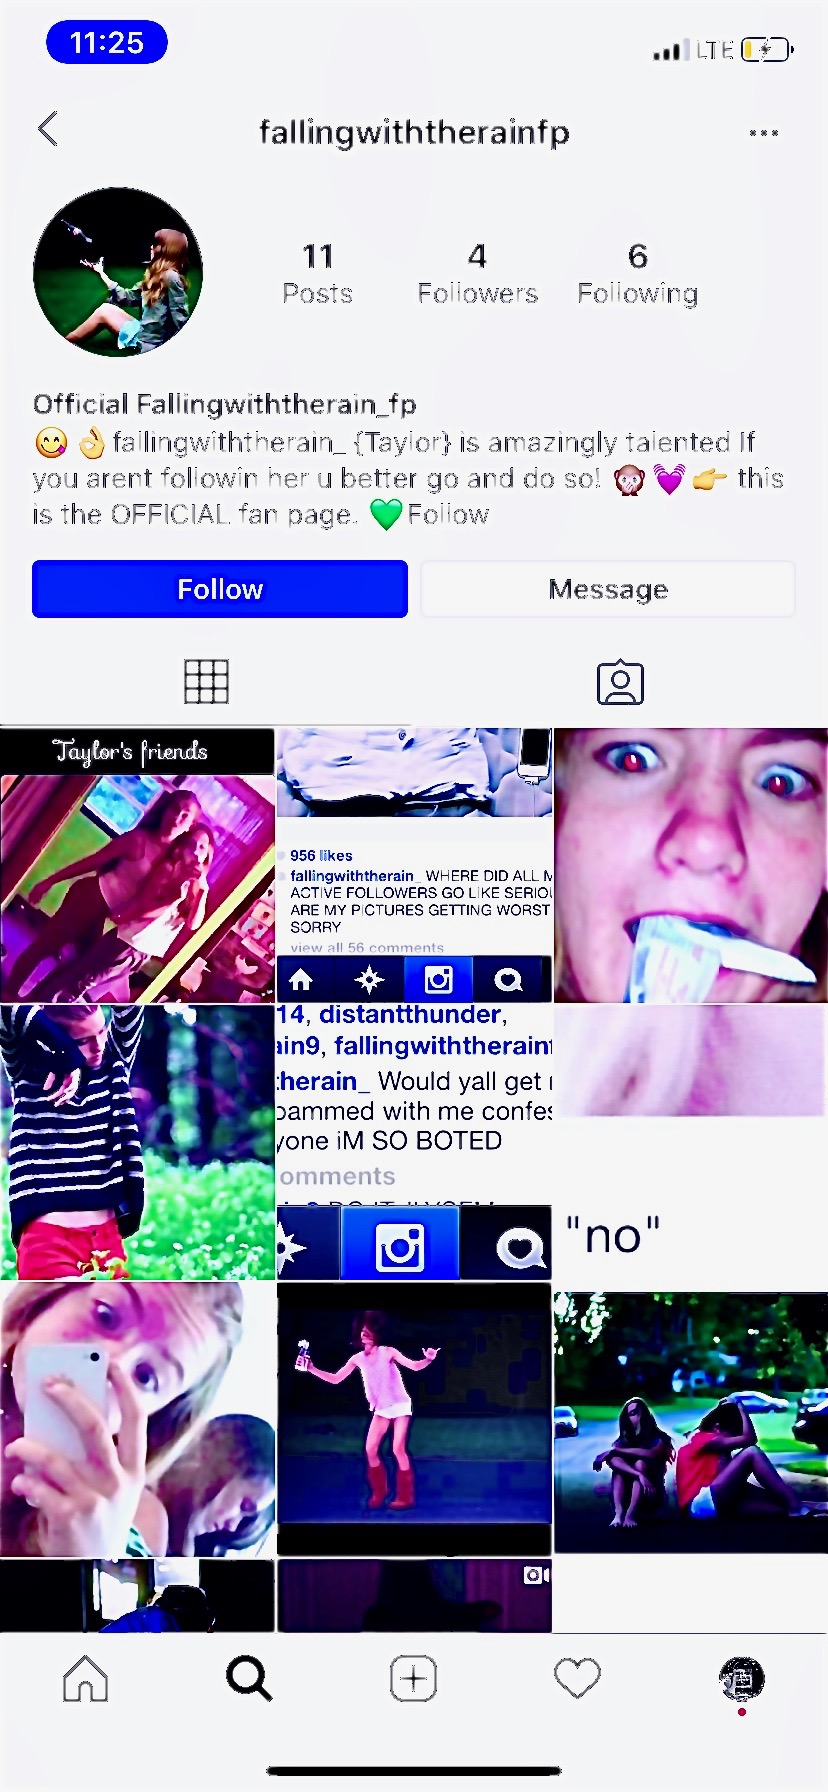 11:25
LTE
fallingwiththerainfp
11
4
6
Posts
Followers
Following
Official Fallingwiththerain_fp
😋👌fallingwiththerain_ {Taylor} is amazingly talented If
you arent followin her u better go and do so! 🙊💓👉 this
is the OFFICIAL fan page. 💚Follow
Follow
Message
Taylor's friends
956 likes
fallingwiththerain_ WHERE DID ALL M
ACTIVE FOLLOWERS GO LIKE SERIOU
ARE MY PICTURES GETTING WORST
SORRY
view all 56 comments
14, distantthunder,
ain9, fallingwiththerainf
therain_ Would yall get
pammed with me confes
yone iM SO BOTED
omments
"no"